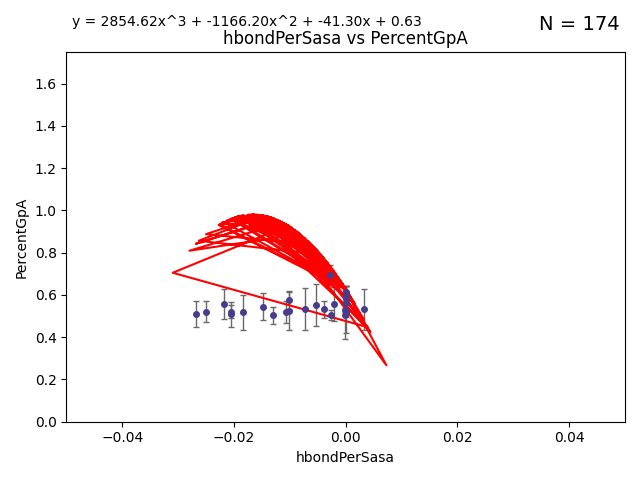 y = 2854.62x^3 + -1166.20x^2 + -41.30x + 0.63
N = 174
hbondPerSasa vs PercentGpA
PercentGpA
1.6
1.4
1.2
1.0
0.8
0.6
0.4
0.2
0.0
−0.04
−0.02
0.00
0.02
0.04
hbondPerSasa